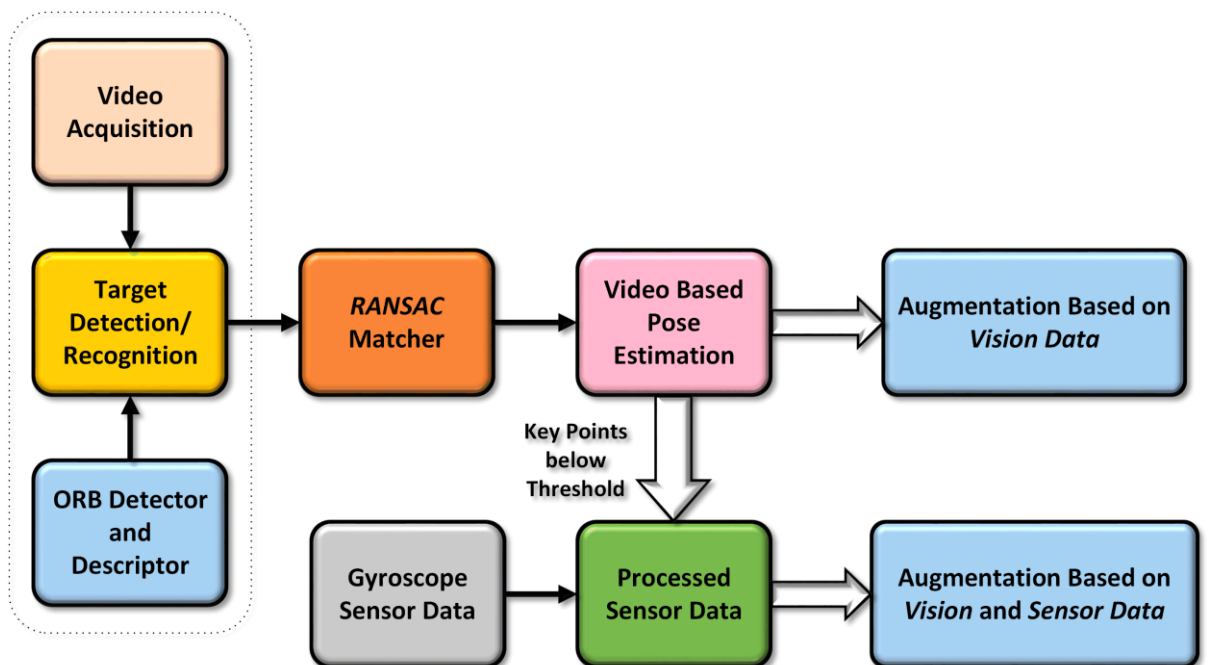 Video
Acquisition
Target
Detection/
Recognition
ORB Detector
and
Descriptor
RANSAC
Matcher
Video Based
Pose
Estimation
Augmentation Based on
Vision Data
Key Points
below
Threshold
Gyroscope
Sensor Data
Processed
Sensor Data
Augmentation Based on
Vision and Sensor Data